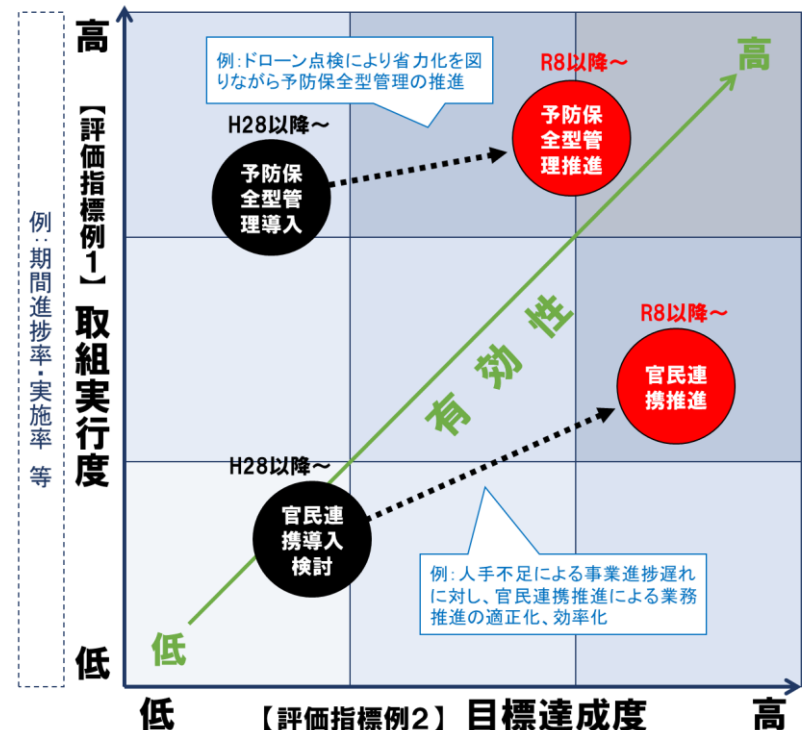 高
【評価指標例1】取組実行度
低
例:期間進捗率・実施率 等
例:ドローン点検により省力化を図
りながら予防保全型管理の推進
H28以降~
予防保
全型管
理導入
R8以降~
予防保
全型管
理推進
高
有効性
低
R8以降~
官民連
携推進
H28以降~
官民連
携導入
検討
例:人手不足による事業進捗遅れ
に対し、官民連携推進による業務
推進の適正化、効率化
低 【評価指標例2】 目標達成度 高